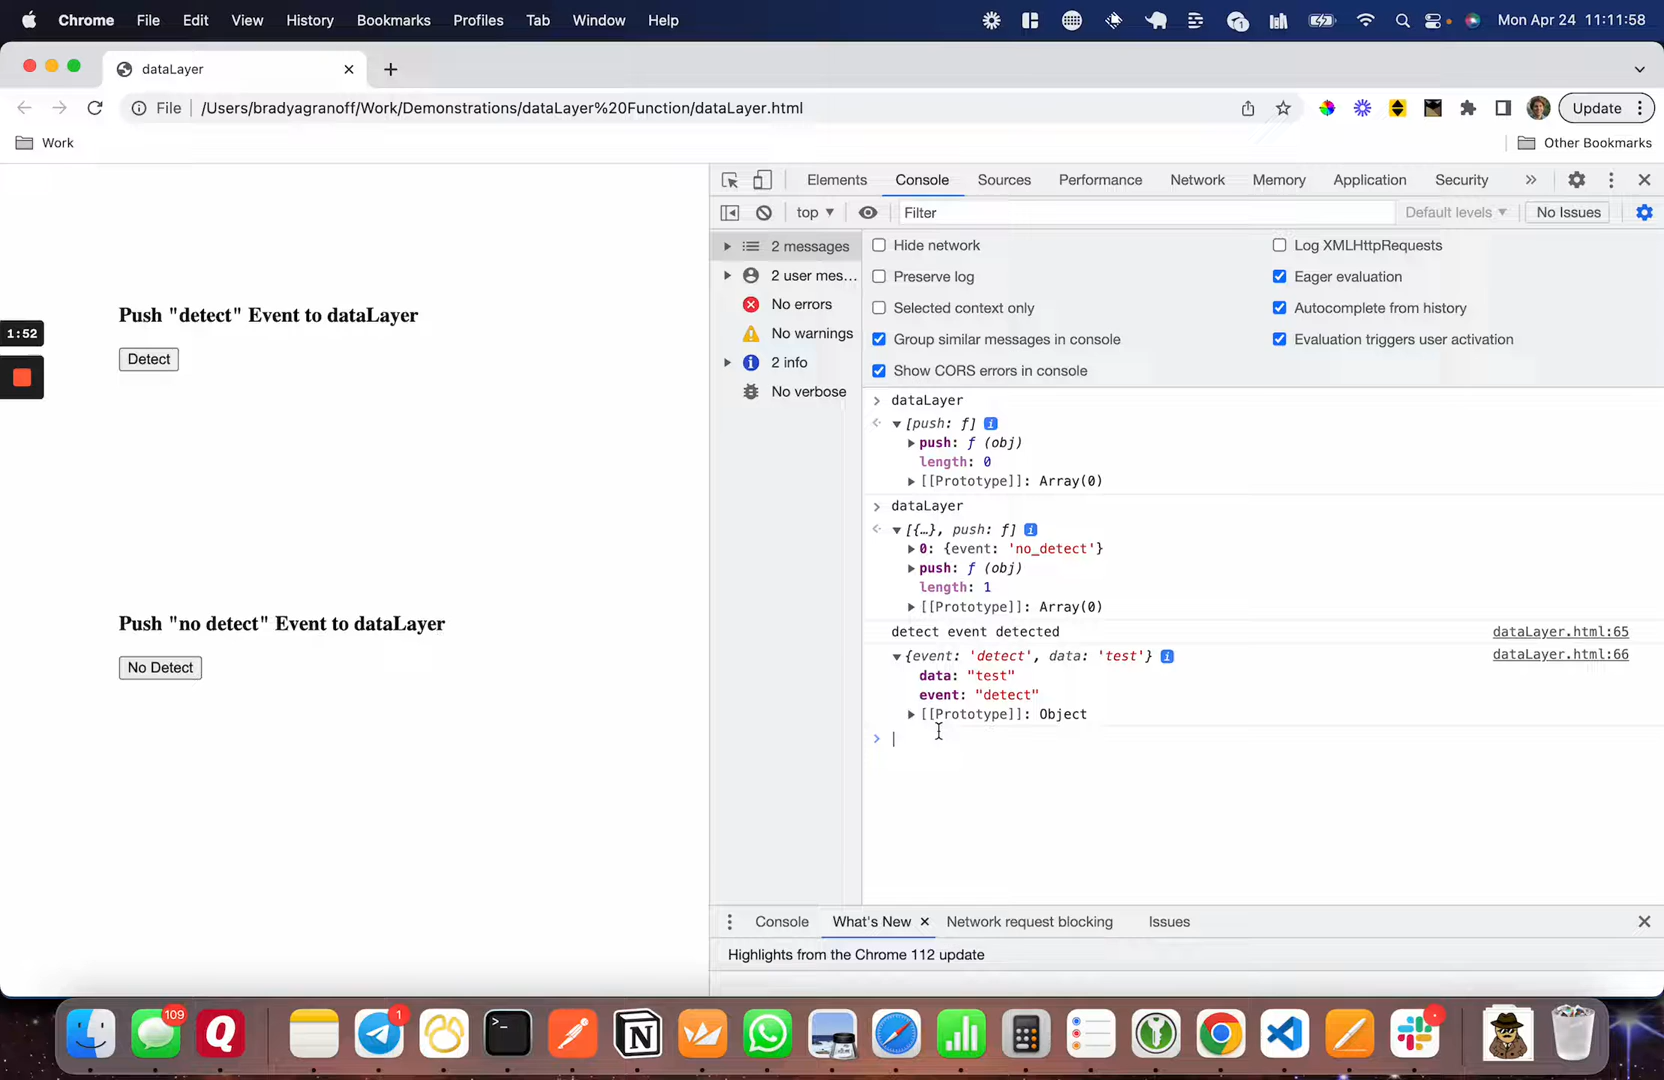 Chrome File Edit View History Bookmarks Profiles Tab Window Help Mon Apr 24 11:11:58
dataLayer
File /Users/bradyagranoff/Work/Demonstrations/dataLayer%20Function/dataLayer.html Update
Work Other Bookmarks
Elements Console Sources Performance Network Memory Application Security
top ▼ Filter Default levels ▼ No Issues
2 messages
2 user mes...
No errors
No warnings
2 info
No verbose
Hide network Log XMLHttpRequests
Preserve log Eager evaluation
Selected context only Autocomplete from history
Group similar messages in console Evaluation triggers user activation
Show CORS errors in console
Push "detect" Event to dataLayer
Detect
1:52
Push "no detect" Event to dataLayer
No Detect
> dataLayer
[push: ƒ]
push: ƒ (obj)
length: 0
[[Prototype]]: Array(0)
> dataLayer
[{…}, push: ƒ]
0: {event: 'no_detect'}
push: ƒ (obj)
length: 1
[[Prototype]]: Array(0)
detect event detected dataLayer.html:65
{event: 'detect', data: 'test'} dataLayer.html:66
data: "test"
event: "detect"
[[Prototype]]: Object
>
Console What's New Network request blocking Issues
Highlights from the Chrome 112 update
109
1